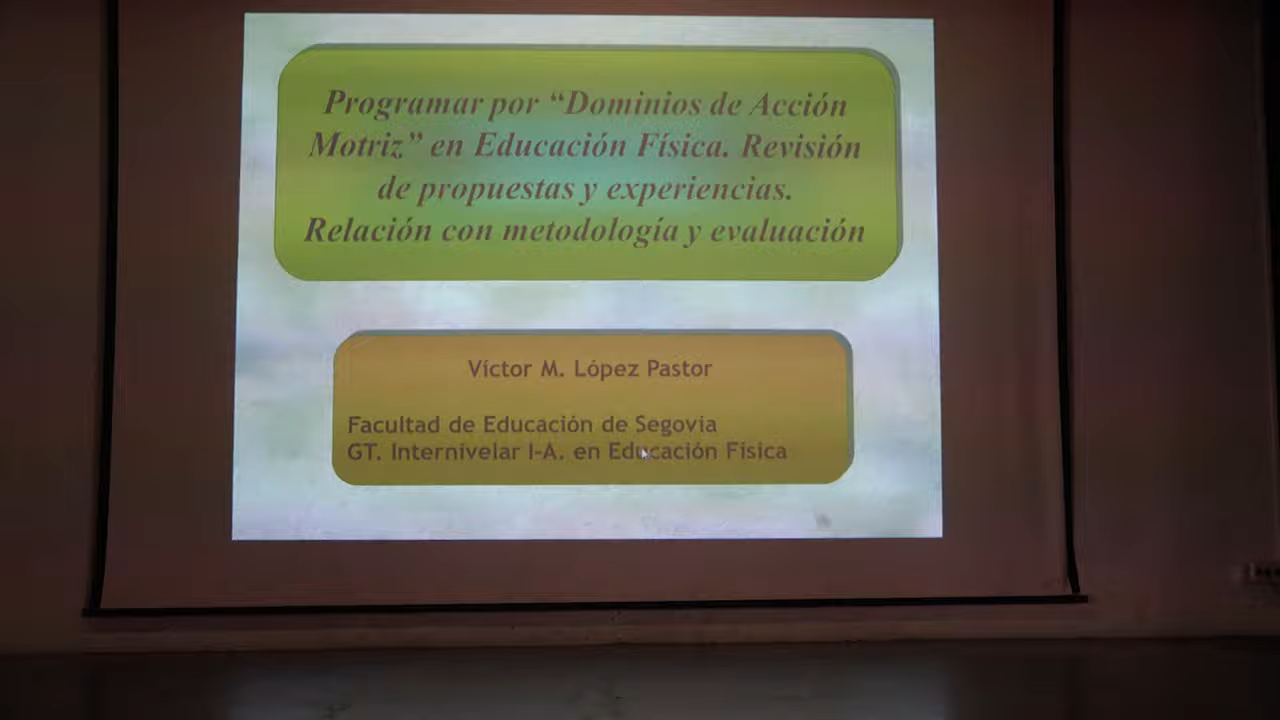 Programar por “Dominios de Acción
Motriz” en Educación Física. Revisión
de propuestas y experiencias.
Relación con metodología y evaluación
Víctor M. López Pastor
Facultad de Educación de Segovia
GT. Internivelar I-A. en Educación Física